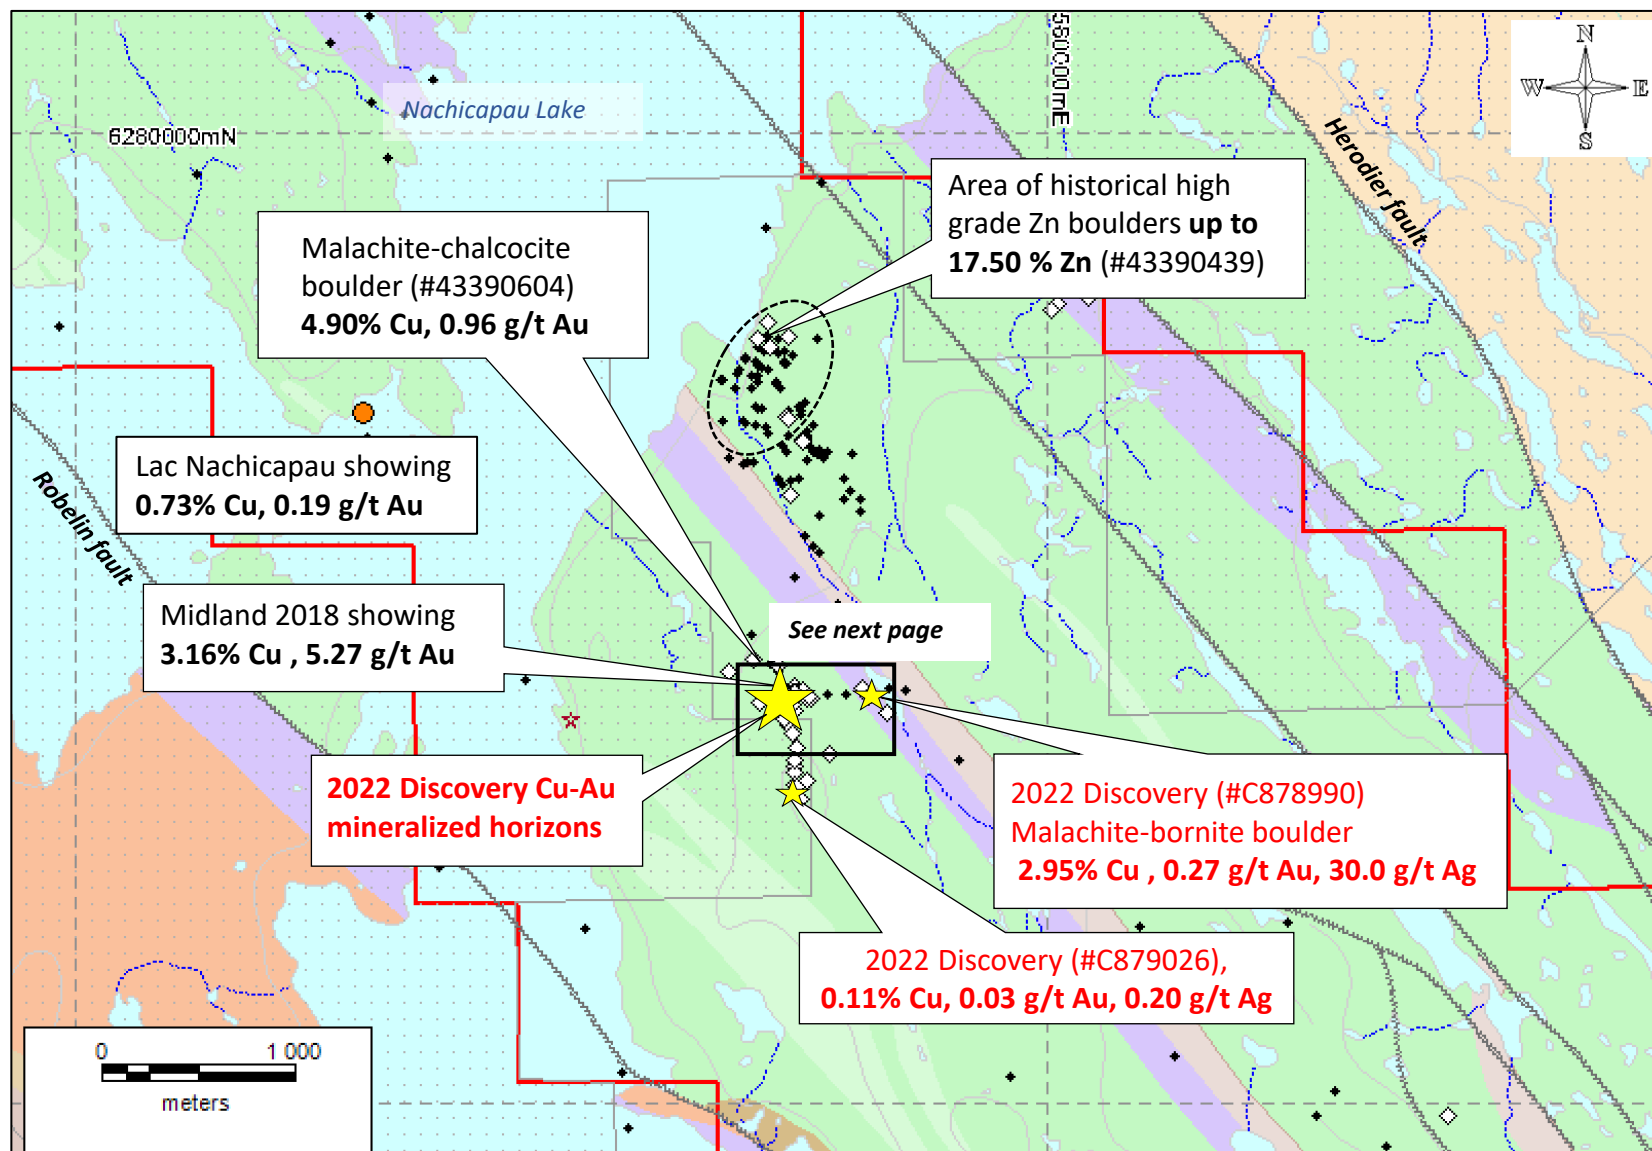 N
W E
S
Nachicapau Lake
6280000mN
550000mE
Herodier fault
Area of historical high
grade Zn boulders up to
17.50 % Zn (#43390439)
Malachite-chalcocite
boulder (#43390604)
4.90% Cu, 0.96 g/t Au
Lac Nachicapau showing
0.73% Cu, 0.19 g/t Au
Robelin fault
Midland 2018 showing
3.16% Cu , 5.27 g/t Au
See next page
2022 Discovery Cu-Au
mineralized horizons
2022 Discovery (#C878990)
Malachite-bornite boulder
2.95% Cu , 0.27 g/t Au, 30.0 g/t Ag
2022 Discovery (#C879026),
0.11% Cu, 0.03 g/t Au, 0.20 g/t Ag
0 1 000
meters